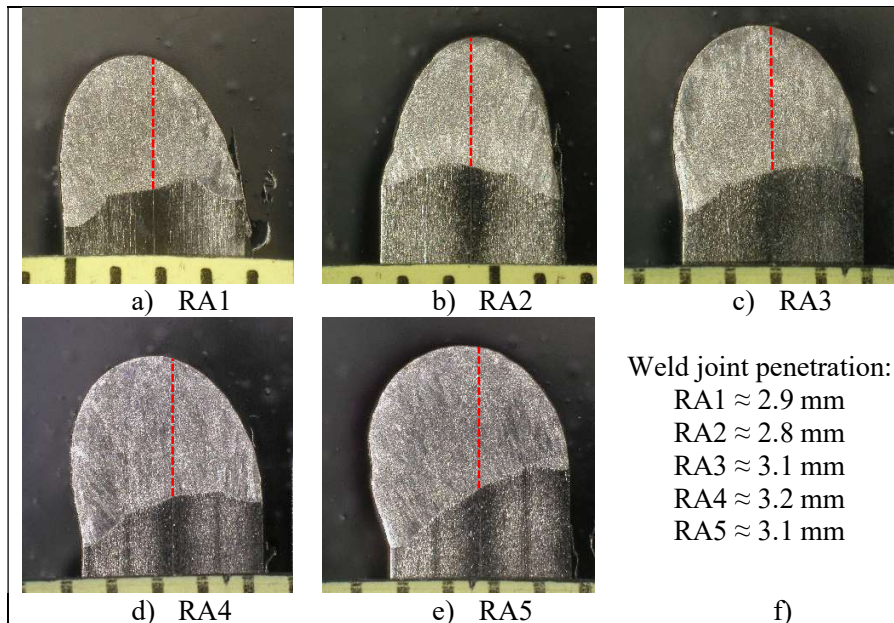 a) RA1
b) RA2
c) RA3
d) RA4
e) RA5
Weld joint penetration:
RA1 ≈ 2.9 mm
RA2 ≈ 2.8 mm
RA3 ≈ 3.1 mm
RA4 ≈ 3.2 mm
RA5 ≈ 3.1 mm
f)